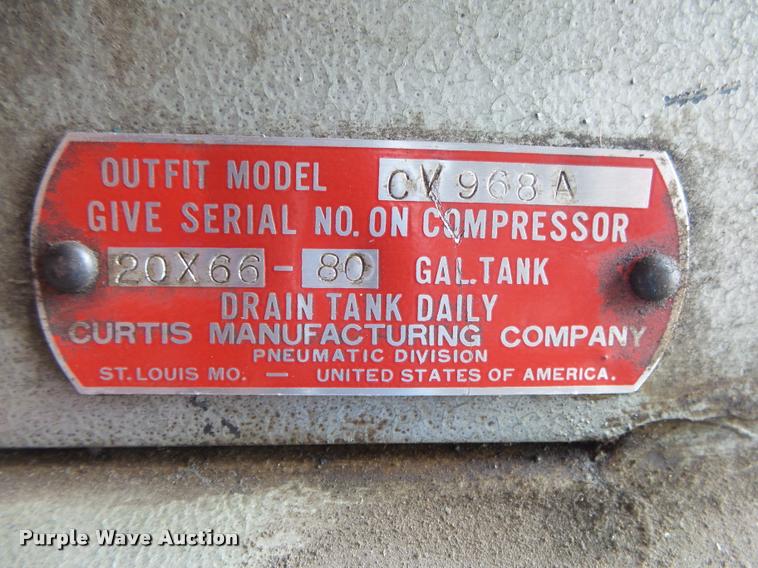 OUTFIT MODEL CV968A
GIVE SERIAL NO. ON COMPRESSOR
20X66 - 80 GAL. TANK
DRAIN TANK DAILY
CURTIS MANUFACTURING COMPANY
PNEUMATIC DIVISION
ST. LOUIS MO. — UNITED STATES OF AMERICA.
Purple Wave Auction